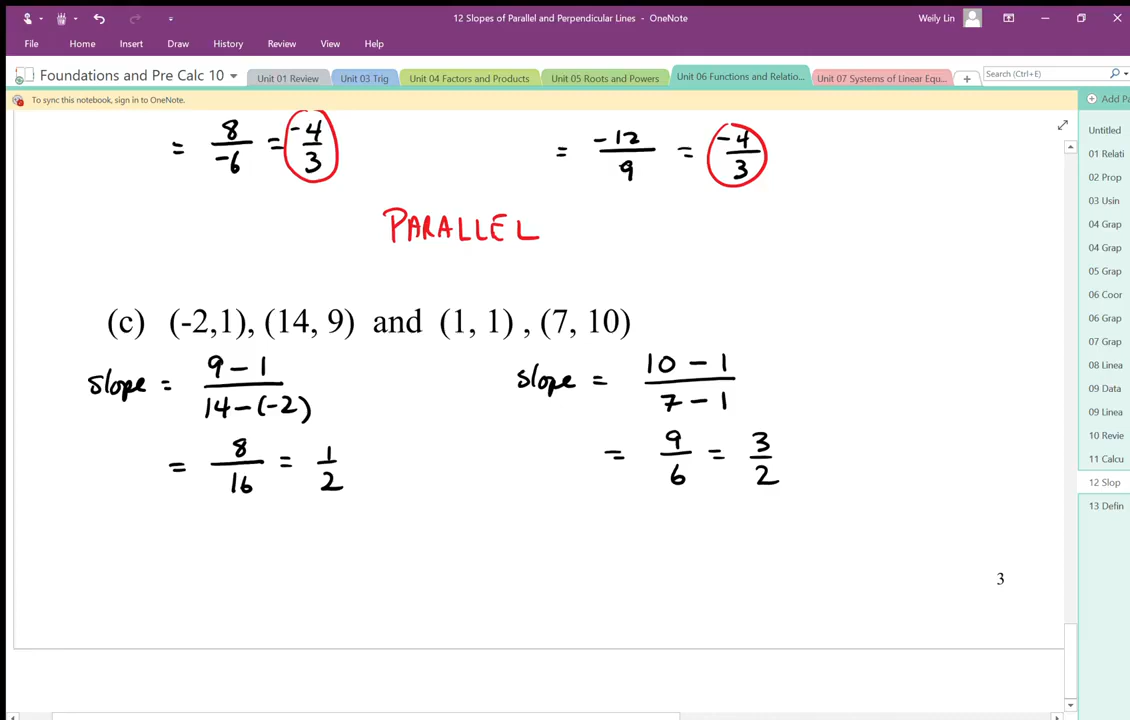 12 Slopes of Parallel and Perpendicular Lines - OneNote
Weily Lin
File Home Insert Draw History Review View Help
Foundations and Pre Calc 10
Unit 01 Review
Unit 03 Trig
Unit 04 Factors and Products
Unit 05 Roots and Powers
Unit 06 Functions and Relatio...
Unit 07 Systems of Linear Equ...
Search (Ctrl+E)
To sync this notebook, sign in to OneNote.
= 8/-6 = -4/3
= -12/9 = -4/3
PARALLEL
(c) (-2,1), (14, 9) and (1, 1) , (7, 10)
slope = 9 - 1 / 14 - (-2)
= 8/16 = 1/2
slope = 10 - 1 / 7 - 1
= 9/6 = 3/2
3
Add Pa
Untitled
01 Relati
02 Prop
03 Usin
04 Grap
04 Grap
05 Grap
06 Coor
06 Grap
07 Grap
08 Linea
09 Data
09 Linea
10 Revie
11 Calcu
12 Slop
13 Defin